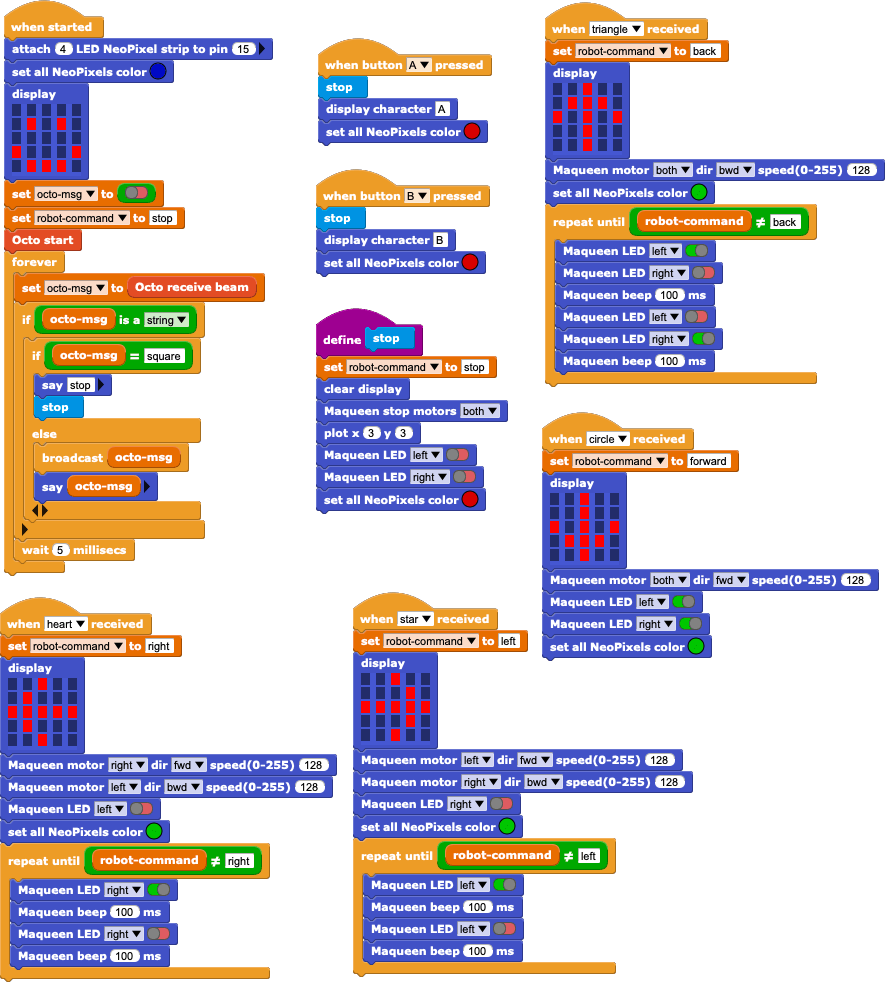 when started
attach 4 LED NeoPixel strip to pin 15
set all NeoPixels color
display
set octo-msg to
set robot-command to stop
Octo start
forever
set octo-msg to Octo receive beam
if octo-msg is a string
if octo-msg = square
say stop
stop
else
broadcast octo-msg
say octo-msg
wait 5 millisecs
when button A pressed
stop
display character A
set all NeoPixels color
when button B pressed
stop
display character B
set all NeoPixels color
define stop
set robot-command to stop
clear display
Maqueen stop motors both
plot x 3 y 3
Maqueen LED left
Maqueen LED right
set all NeoPixels color
when triangle received
set robot-command to back
display
Maqueen motor both dir bwd speed(0-255) 128
set all NeoPixels color
repeat until robot-command ≠ back
Maqueen LED left
Maqueen LED right
Maqueen beep 100 ms
Maqueen LED left
Maqueen LED right
Maqueen beep 100 ms
when circle received
set robot-command to forward
display
Maqueen motor both dir fwd speed(0-255) 128
Maqueen LED left
Maqueen LED right
set all NeoPixels color
when heart received
set robot-command to right
display
Maqueen motor right dir fwd speed(0-255) 128
Maqueen motor left dir bwd speed(0-255) 128
Maqueen LED left
set all NeoPixels color
repeat until robot-command ≠ right
Maqueen LED right
Maqueen beep 100 ms
Maqueen LED right
Maqueen beep 100 ms
when star received
set robot-command to left
display
Maqueen motor left dir fwd speed(0-255) 128
Maqueen motor right dir bwd speed(0-255) 128
Maqueen LED right
set all NeoPixels color
repeat until robot-command ≠ left
Maqueen LED left
Maqueen beep 100 ms
Maqueen LED left
Maqueen beep 100 ms